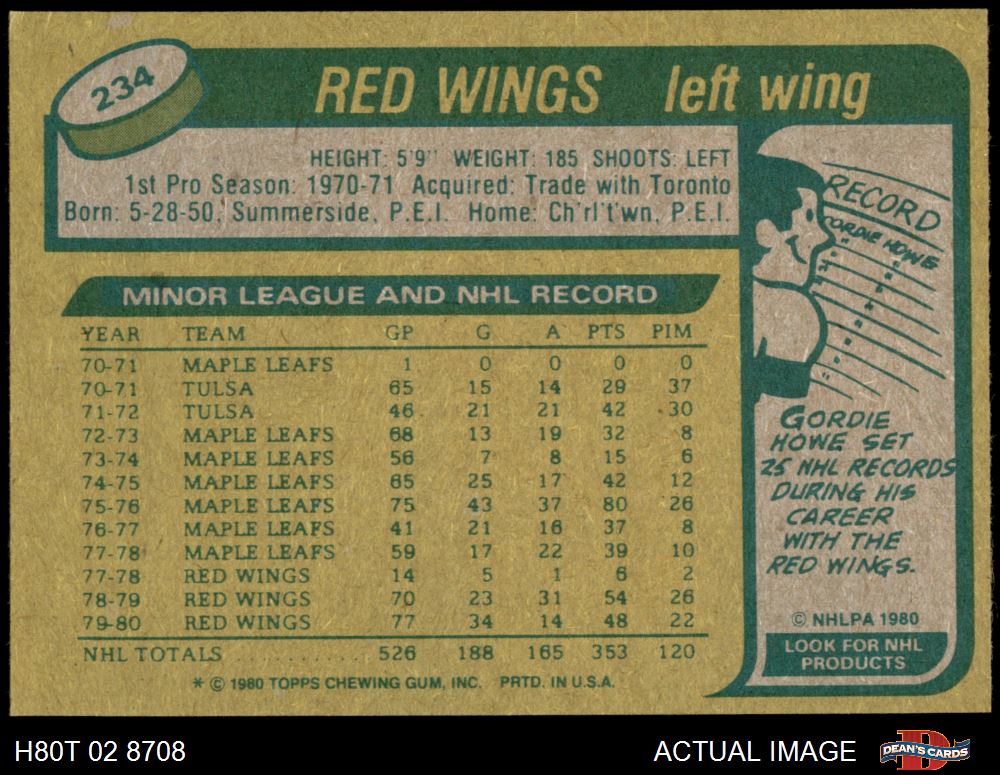 234
RED WINGS left wing
HEIGHT: 5'9" WEIGHT: 185 SHOOTS: LEFT
1st Pro Season: 1970-71 Acquired: Trade with Toronto
Born: 5-28-50, Summerside, P.E.I. Home: Ch'rl't'wn, P.E.I.
MINOR LEAGUE AND NHL RECORD
YEAR TEAM GP G A PTS PIM
70-71 MAPLE LEAFS 1 0 0 0 0
70-71 TULSA 65 15 14 29 37
71-72 TULSA 46 21 21 42 30
72-73 MAPLE LEAFS 68 13 19 32 8
73-74 MAPLE LEAFS 56 7 8 15 6
74-75 MAPLE LEAFS 65 25 17 42 12
75-76 MAPLE LEAFS 75 43 37 80 26
76-77 MAPLE LEAFS 41 21 16 37 8
77-78 MAPLE LEAFS 59 17 22 39 10
77-78 RED WINGS 14 5 1 6 2
78-79 RED WINGS 70 23 31 54 26
79-80 RED WINGS 77 34 14 48 22
NHL TOTALS .......... 526 188 165 353 120
* © 1980 TOPPS CHEWING GUM, INC. PRTD. IN U.S.A.
RECORD
GORDIE HOWE
GORDIE
HOWE SET
25 NHL RECORDS
DURING HIS
CAREER
WITH THE
RED WINGS.
© NHLPA 1980
LOOK FOR NHL
PRODUCTS
H80T 02 8708
ACTUAL IMAGE
DEAN'S CARDS